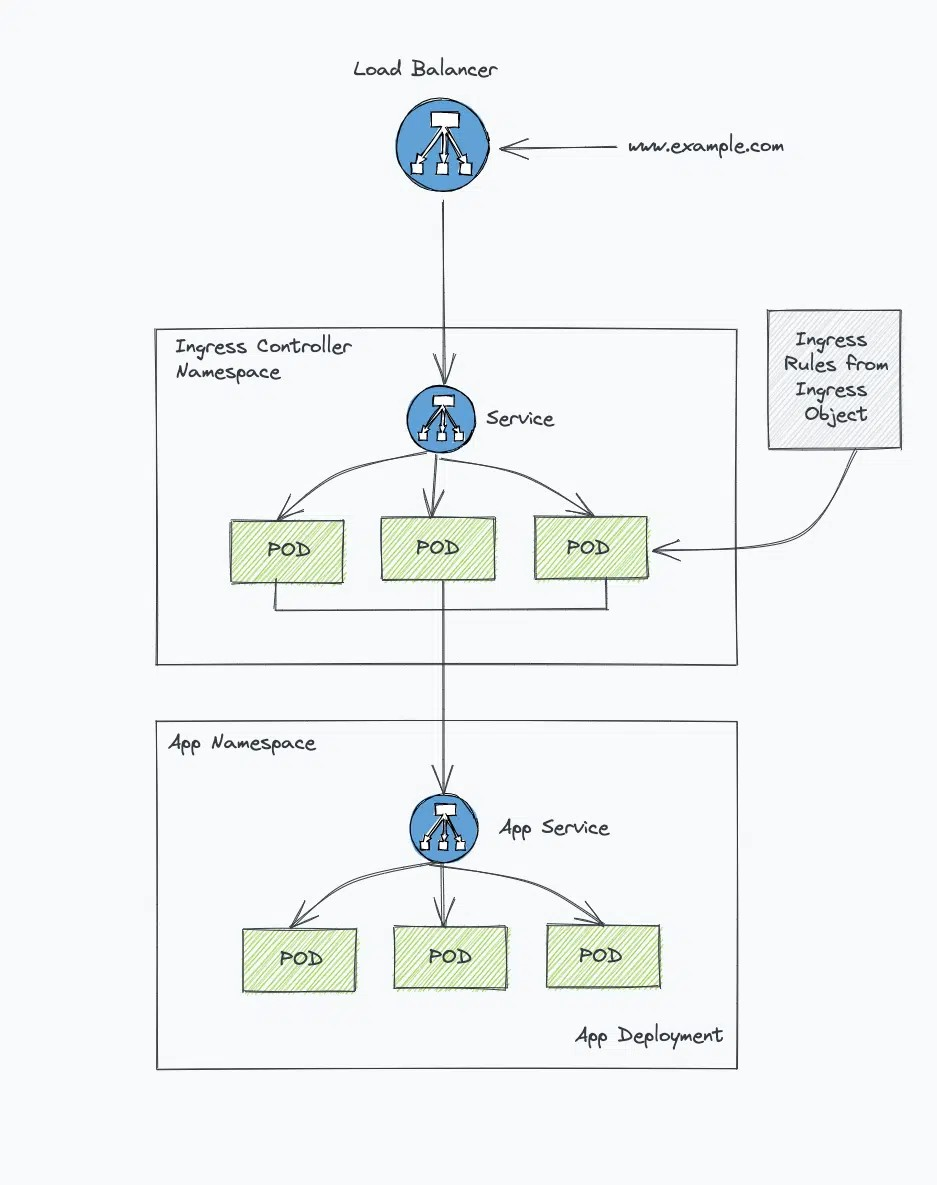 Load Balancer
www.example.com
Ingress Controller
Namespace
Ingress
Rules from
Ingress
Object
Service
POD
POD
POD
App Namespace
App Service
POD
POD
POD
App Deployment